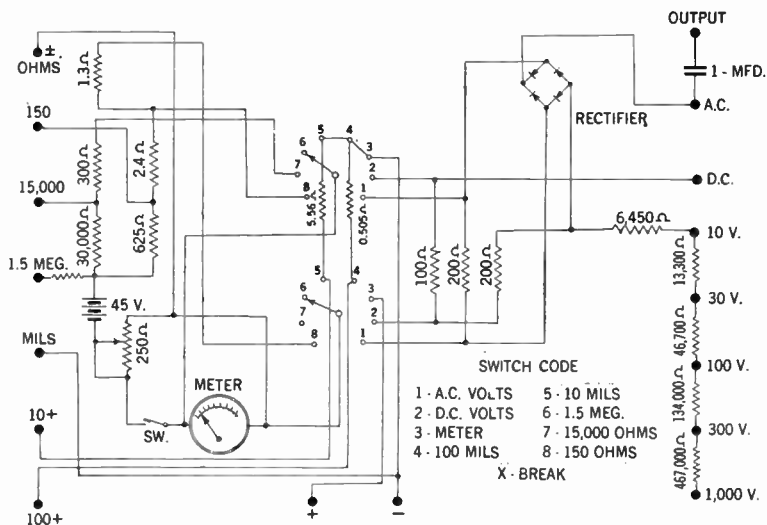 ±
OHMS
150
15,000
1.5 MEG.
MILS
10+
100+
1.3Ω
300Ω
2.4Ω
30,000Ω
625Ω
45 V.
250Ω
SW.
METER
5
4
6
3
7
2
8
1
5.56Ω
0.505Ω
5
4
6
3
7
2
8
1
+
-
100Ω
200Ω
200Ω
RECTIFIER
OUTPUT
1 - MFD.
A.C.
D.C.
6,450Ω
10 V.
13,300Ω
30 V.
46,700Ω
100 V.
134,000Ω
300 V.
467,000Ω
1,000 V.
SWITCH CODE
1 - A.C. VOLTS
2 - D.C. VOLTS
3 - METER
4 - 100 MILS
5 - 10 MILS
6 - 1.5 MEG.
7 - 15,000 OHMS
8 - 150 OHMS
X - BREAK